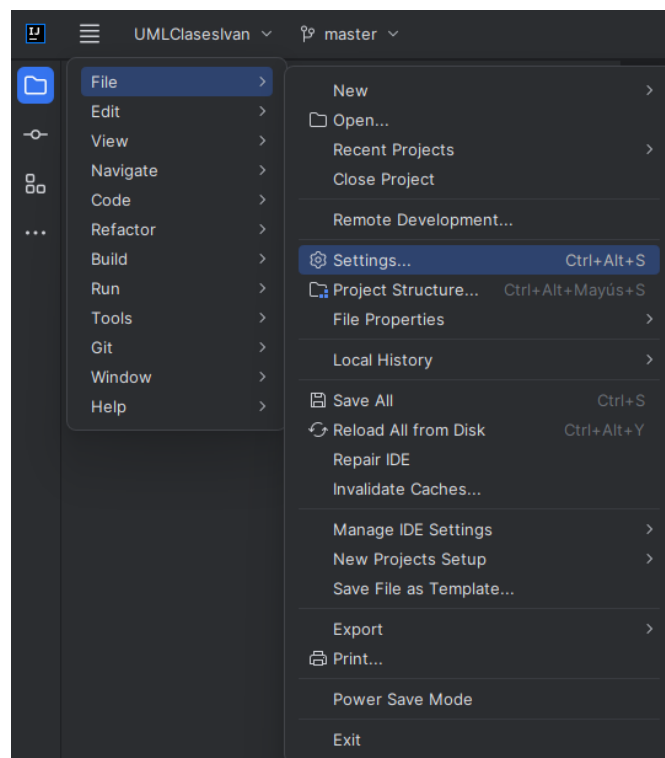 IJ
UMLClasesIvan master
File
Edit
View
Navigate
Code
Refactor
Build
Run
Tools
Git
Window
Help
New
Open...
Recent Projects
Close Project
Remote Development...
Settings... Ctrl+Alt+S
Project Structure... Ctrl+Alt+Mayús+S
File Properties
Local History
Save All Ctrl+S
Reload All from Disk Ctrl+Alt+Y
Repair IDE
Invalidate Caches...
Manage IDE Settings
New Projects Setup
Save File as Template...
Export
Print...
Power Save Mode
Exit